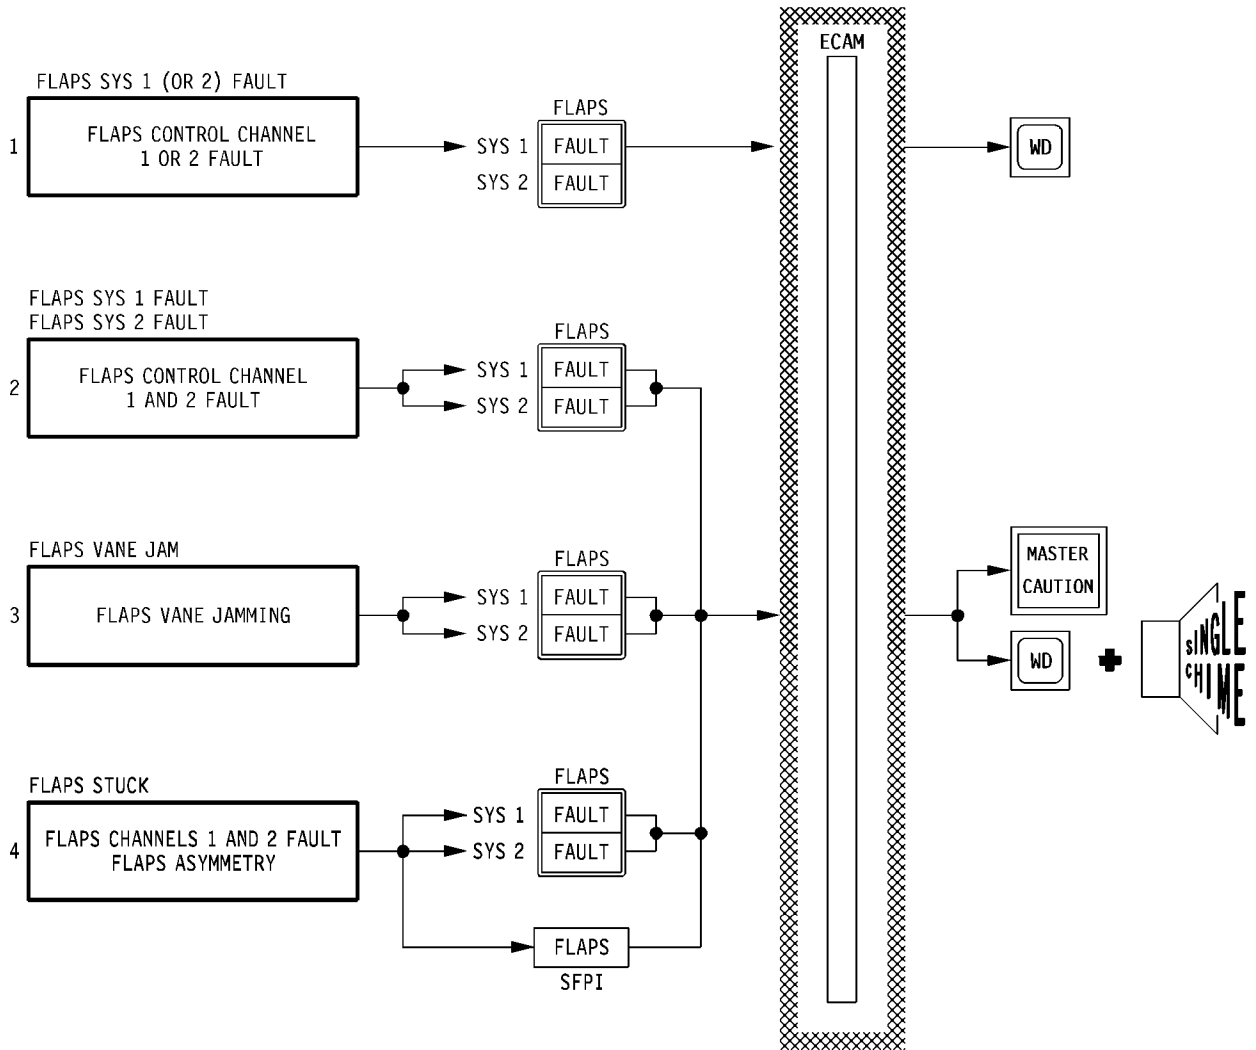 ECAM
FLAPS SYS 1 (OR 2) FAULT
1
FLAPS CONTROL CHANNEL
1 OR 2 FAULT
FLAPS
SYS 1 FAULT
SYS 2 FAULT
WD
FLAPS SYS 1 FAULT
FLAPS SYS 2 FAULT
2
FLAPS CONTROL CHANNEL
1 AND 2 FAULT
FLAPS
SYS 1 FAULT
SYS 2 FAULT
FLAPS VANE JAM
3
FLAPS VANE JAMMING
FLAPS
SYS 1 FAULT
SYS 2 FAULT
MASTER
CAUTION
WD
SINGLE
CHIME
FLAPS STUCK
4
FLAPS CHANNELS 1 AND 2 FAULT
FLAPS ASYMMETRY
FLAPS
SYS 1 FAULT
SYS 2 FAULT
FLAPS
SFPI